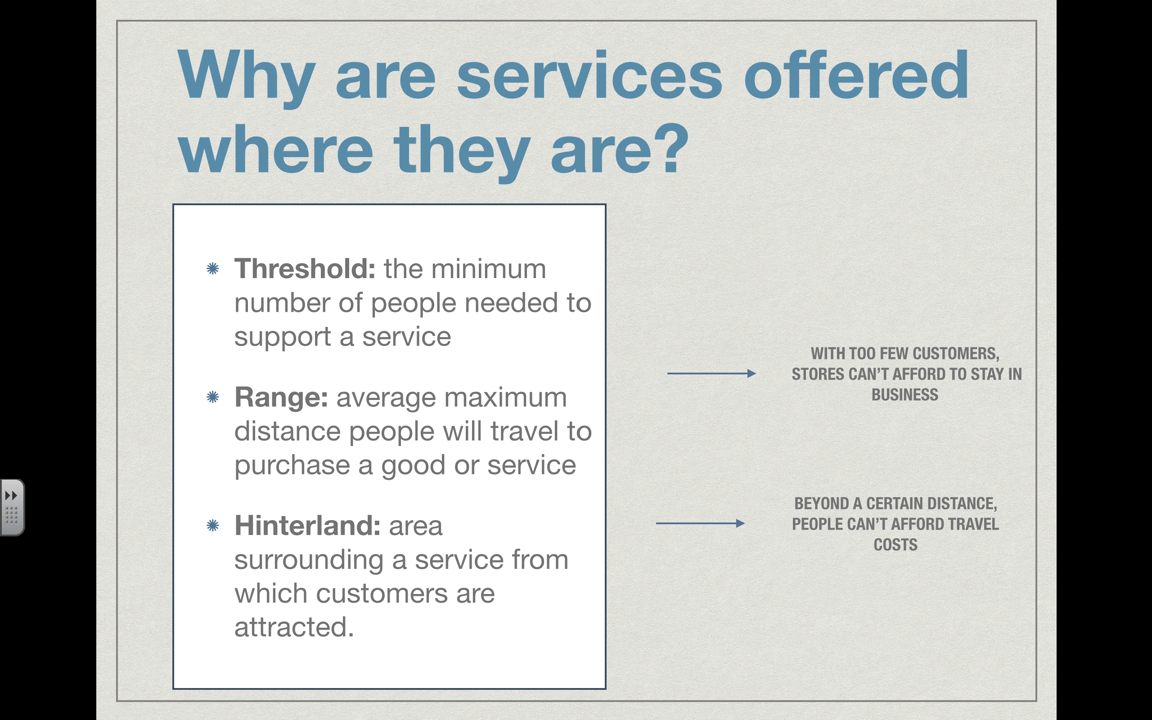 Why are services offered
where they are?
Threshold: the minimum
number of people needed to
support a service
Range: average maximum
distance people will travel to
purchase a good or service
Hinterland: area
surrounding a service from
which customers are
attracted.
WITH TOO FEW CUSTOMERS,
STORES CAN'T AFFORD TO STAY IN
BUSINESS
BEYOND A CERTAIN DISTANCE,
PEOPLE CAN'T AFFORD TRAVEL
COSTS